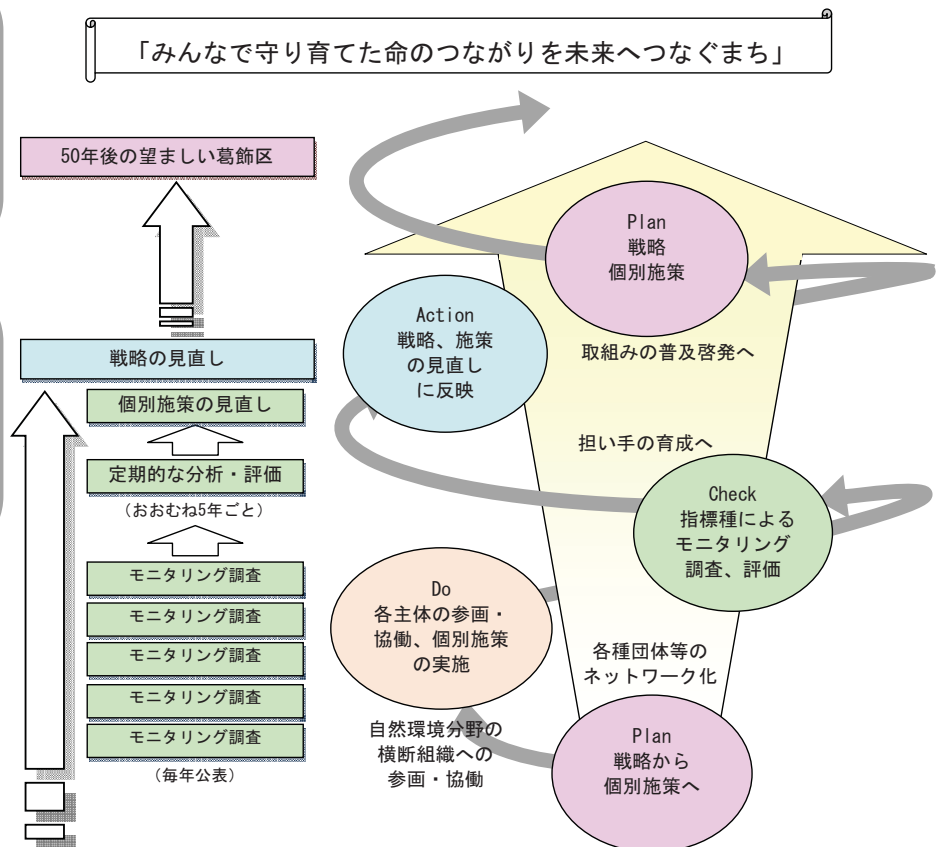 「みんなで守り育てた命のつながりを未来へつなぐまち」
50年後の望ましい葛飾区
戦略の見直し
個別施策の見直し
定期的な分析・評価
（おおむね5年ごと）
モニタリング調査
モニタリング調査
モニタリング調査
モニタリング調査
モニタリング調査
（毎年公表）
Plan
戦略
個別施策
取組みの普及啓発へ
Action
戦略、施策
の見直し
に反映
担い手の育成へ
Check
指標種による
モニタリング
調査、評価
Do
各主体の参画・
協働、個別施策
の実施
各種団体等の
ネットワーク化
自然環境分野の
横断組織への
参画・協働
Plan
戦略から
個別施策へ